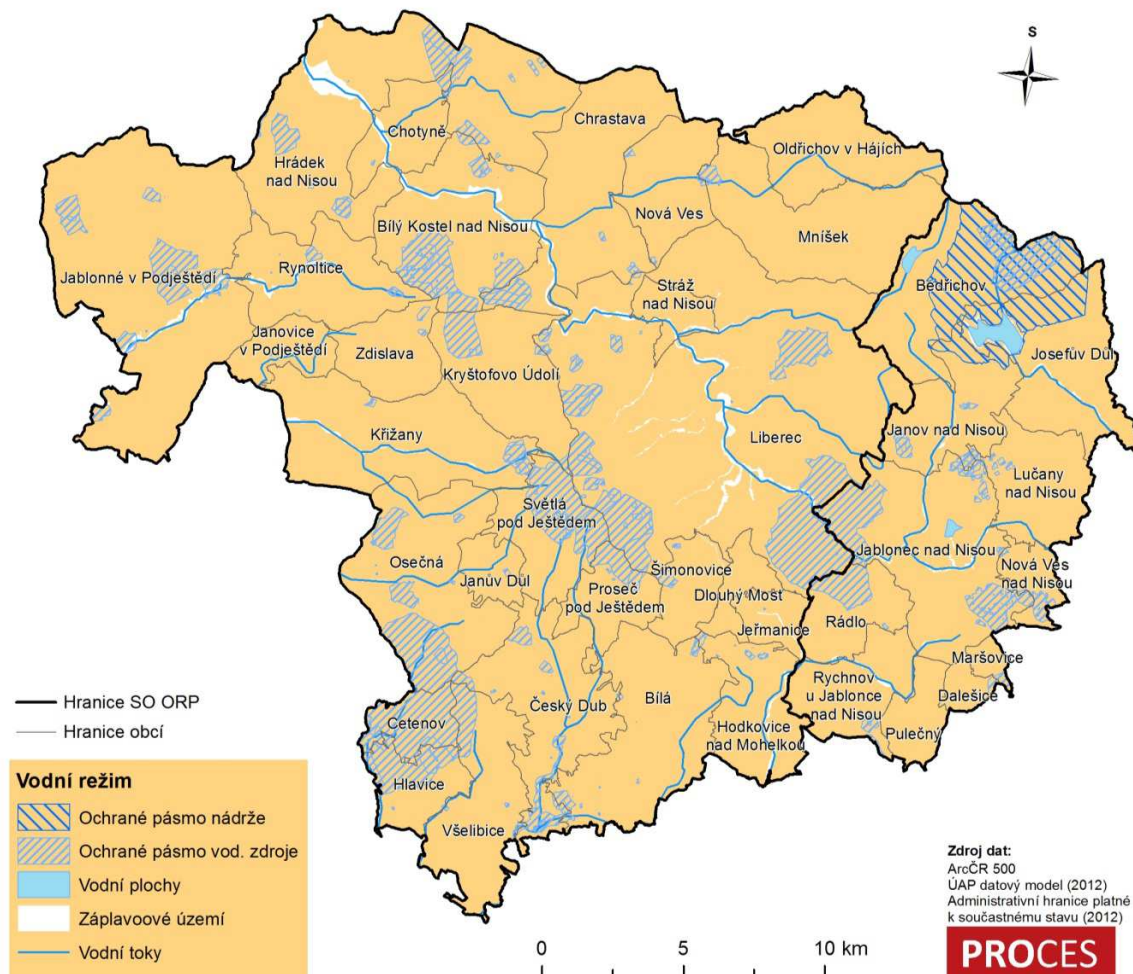 S
Chrastava
Chotyně
Oldřichov v Hájích
Hrádek
nad Nisou
Nová Ves
Bílý Kostel nad Nisou
Mníšek
Jablonné v Podještědí
Rynoltice
Stráž
nad Nisou
Bedřichov
Janovice
v Podještědí
Zdislava
Kryštofovo Údolí
Josefův Důl
Křižany
Liberec
Janov nad Nisou
Lučany
nad Nisou
Světlá
pod Ještědem
Osečná
Janův Důl
Šimonovice
Jablonec nad Nisou
Nová Ves
nad Nisou
Proseč
pod Ještědem
Dlouhý Most
Jeřmanice
Rádlo
Maršovice
Rychnov
u Jablonce
nad Nisou
Dalešice
Pulečný
Český Dub
Bílá
Hodkovice
nad Mohelkou
Cetenov
Hlavice
Všelibice
Hranice SO ORP
Hranice obcí
Vodní režim
Ochrané pásmo nádrže
Ochrané pásmo vod. zdroje
Vodní plochy
Záplavoové území
Vodní toky
0 5 10 km
Zdroj dat:
ArcČR 500
ÚAP datový model (2012)
Administrativní hranice platné
k součastnému stavu (2012)
PROCES